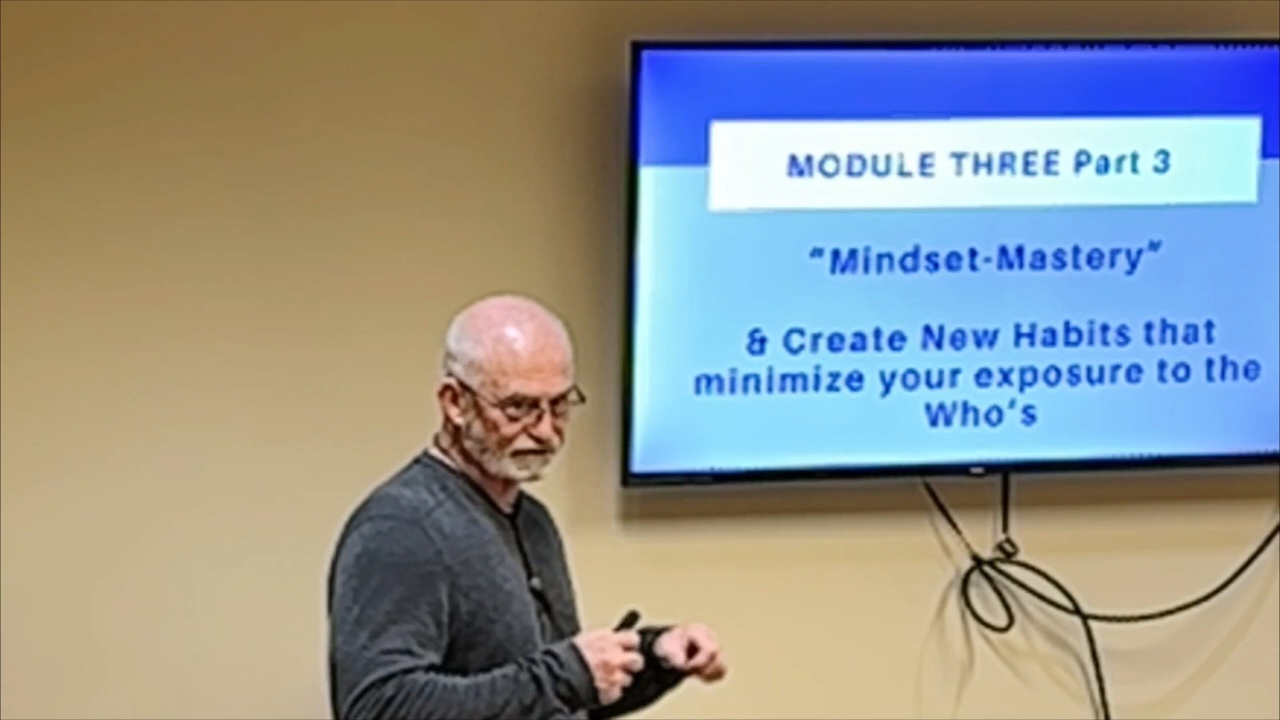 MODULE THREE Part 3
"Mindset-Mastery"
& Create New Habits that
minimize your exposure to the
Who's